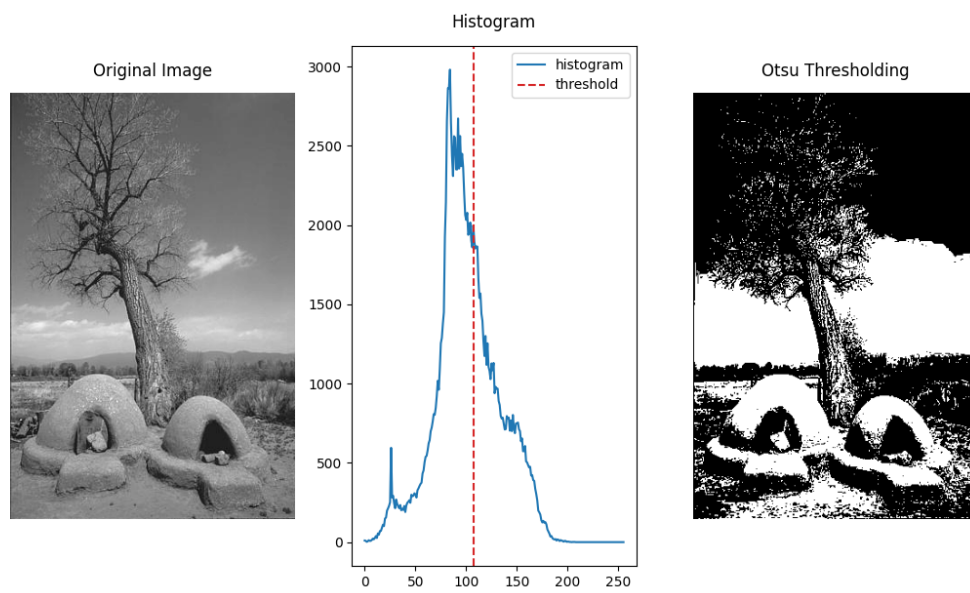 Histogram
Original Image
Otsu Thresholding
histogram
threshold
3000
2500
2000
1500
1000
500
0
0 50 100 150 200 250